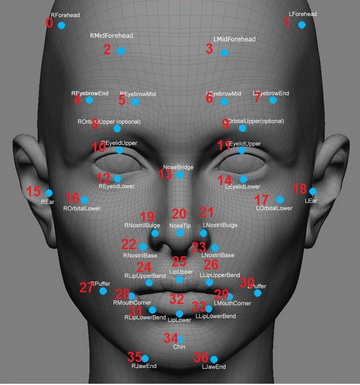 RForehead LForehead
0 1
RMidForehead LMidForehead
2 3
REyebrowEnd REyebrowMid LEyebrowMid LEyebrowEnd
4 5 6 7
ROrbitalUpper (optional) LOrbitalUpper (optional)
8 9
REyelidUpper LEyelidUpper
10 11
NoseBridge
13
REyelidLower LEyelidLower
12 14
15 16 17 18
REar ROrbitalLower LOrbitalLower LEar
19 20 21
RNostrilBulge NoseTip LNostrilBulge
22 23
RNostrilBase LNostrilBase
24 25 26
RLipUpperBend LipUpper LLipUpperBend
RPuffer LPuffer
27 28 29 30
RMouthCorner LMouthCorner
31 32 33
RLipLowerBend LipLower LLipLowerBend
34
Chin
35 36
RJawEnd LJawEnd